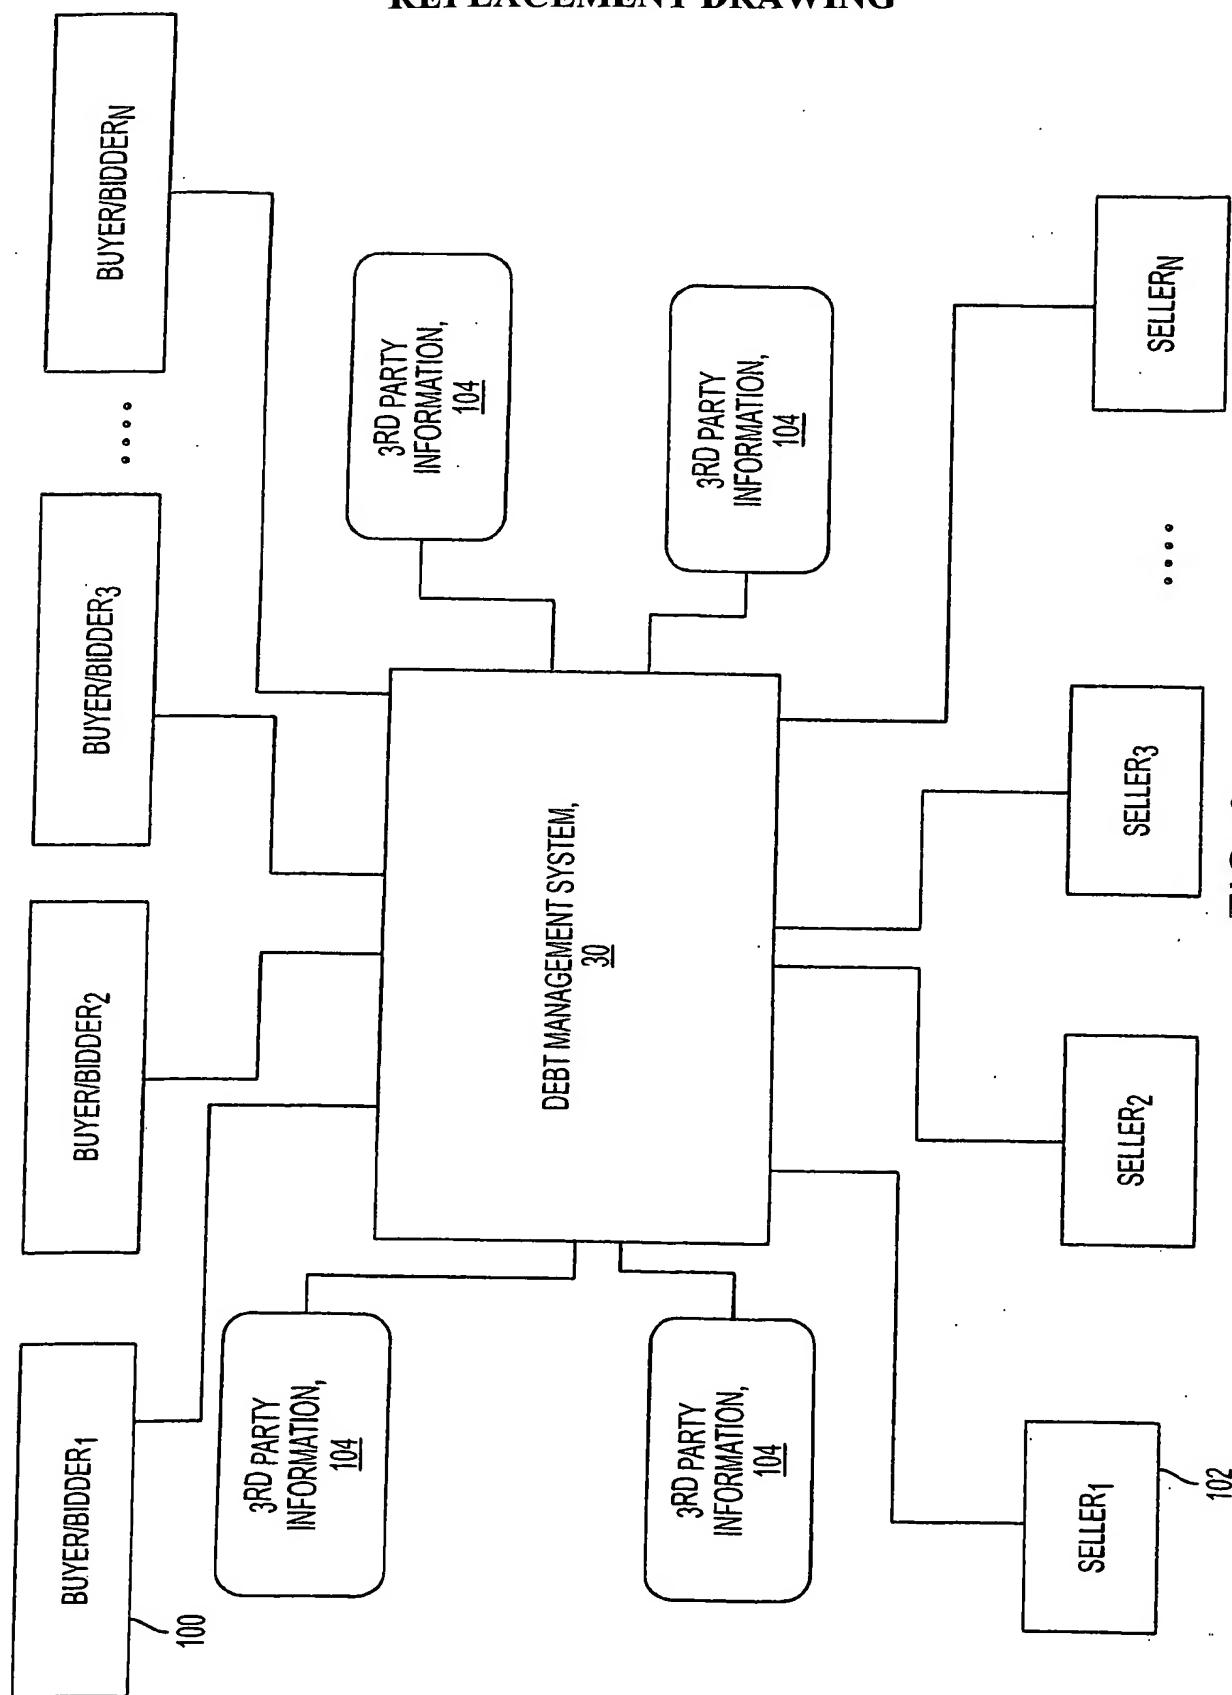 REPLACEMENT DRAWING
BUYER/BIDDER1
100
BUYER/BIDDER2
BUYER/BIDDER3
BUYER/BIDDERN
3RD PARTY
INFORMATION,
104
3RD PARTY
INFORMATION,
104
DEBT MANAGEMENT SYSTEM,
30
3RD PARTY
INFORMATION,
104
3RD PARTY
INFORMATION,
104
SELLER1
102
SELLER2
SELLER3
SELLERN